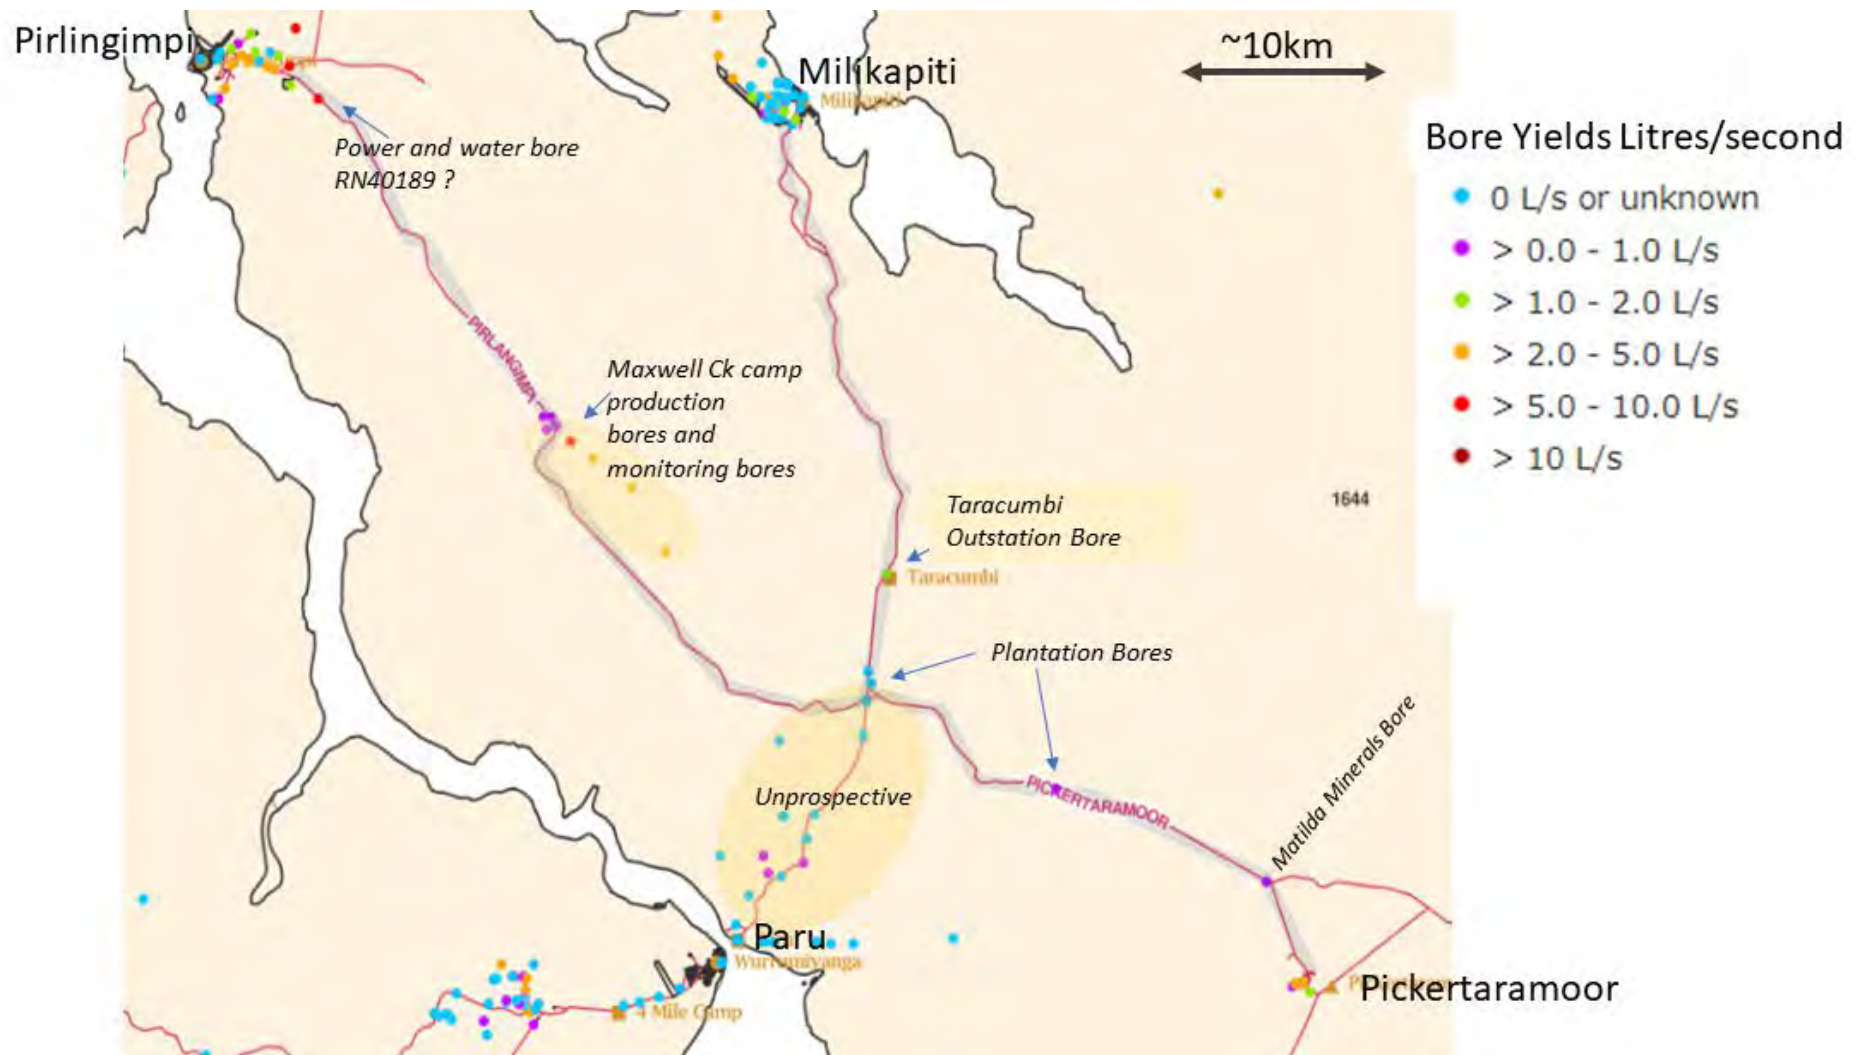 Pirlingimpi
Milikapiti
Milikapiti
~10km
Power and water bore
RN40189 ?
Bore Yields Litres/second
0 L/s or unknown
> 0.0 - 1.0 L/s
> 1.0 - 2.0 L/s
> 2.0 - 5.0 L/s
> 5.0 - 10.0 L/s
> 10 L/s
PIRLANGIMPI
Maxwell Ck camp
production
bores and
monitoring bores
Taracumbi
Outstation Bore
1644
Taracumbi
Plantation Bores
Unprospective
PICKERTARAMOOR
Matilda Minerals Bore
Paru
Wurrumiyanga
4 Mile Camp
Pickertaramoor